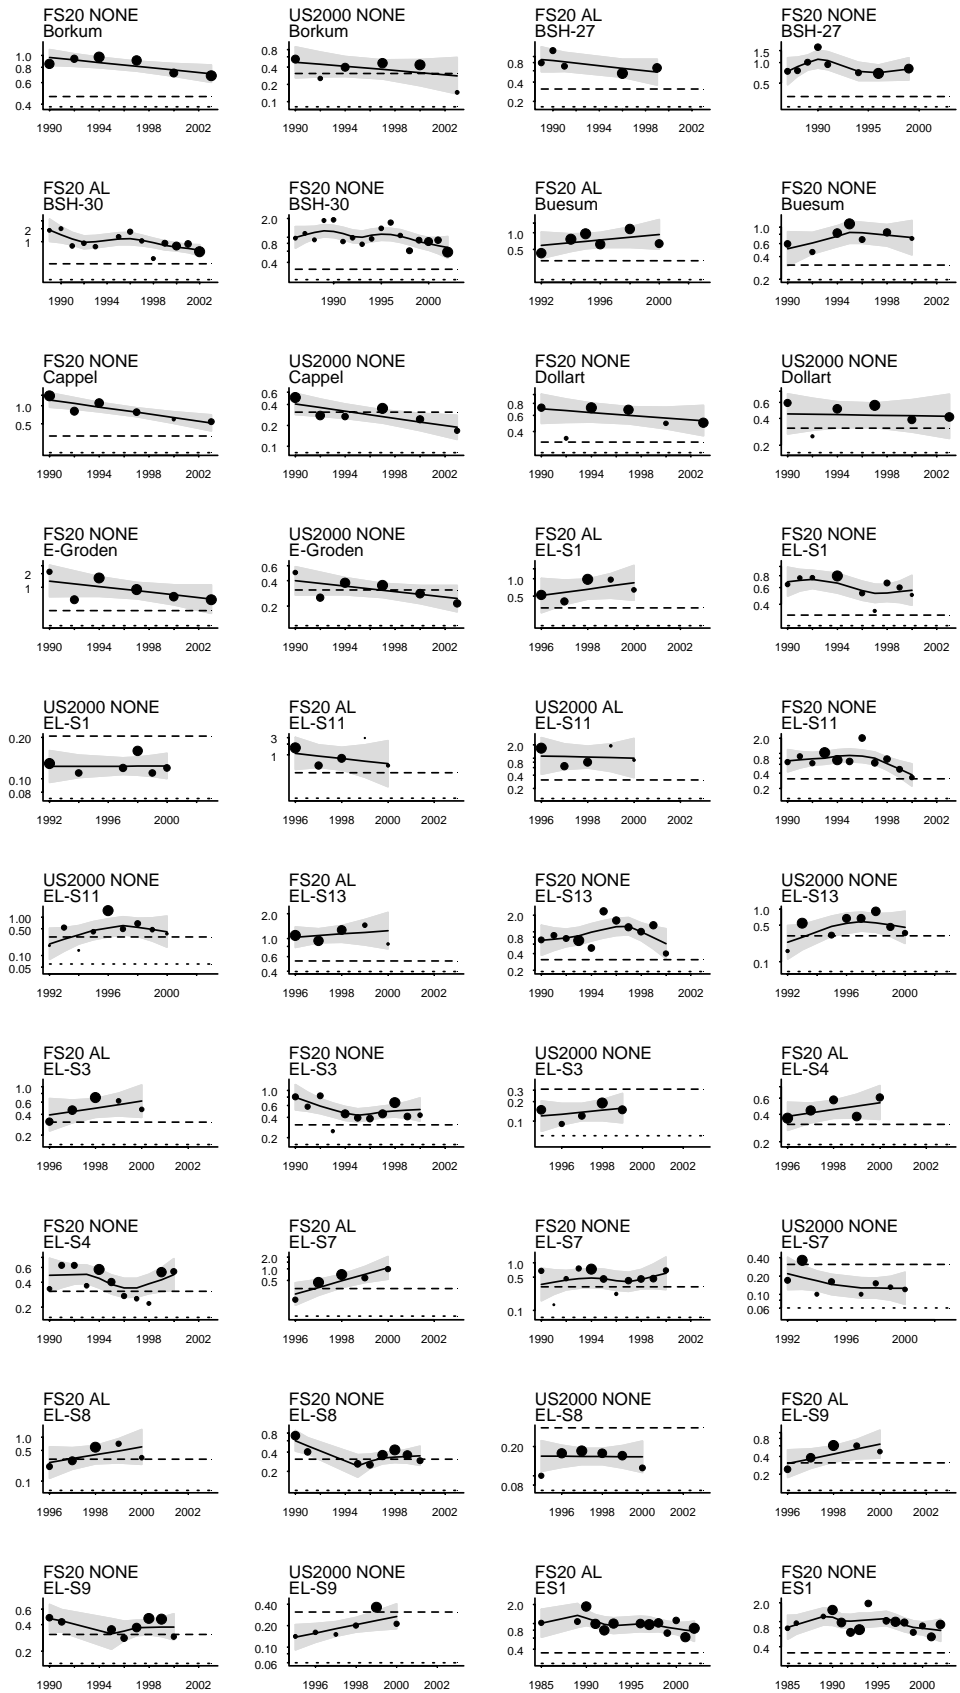 FS20 NONE
Borkum
1.0
0.8
0.6
0.4
1990 1994 1998 2002
US2000 NONE
Borkum
0.8
0.4
0.2
0.1
1990 1994 1998 2002
FS20 AL
BSH-27
0.8
0.4
0.2
1990 1994 1998 2002
FS20 NONE
BSH-27
1.5
1.0
0.5
1990 1995 2000
FS20 AL
BSH-30
2
1
1990 1994 1998 2002
FS20 NONE
BSH-30
2.0
0.8
0.4
1990 1995 2000
FS20 AL
Buesum
1.0
0.5
1992 1996 2000
FS20 NONE
Buesum
1.0
0.6
0.4
0.2
1990 1994 1998 2002
FS20 NONE
Cappel
1.0
0.5
1990 1994 1998 2002
US2000 NONE
Cappel
0.6
0.4
0.2
0.1
1990 1994 1998 2002
FS20 NONE
Dollart
0.8
0.6
0.4
1990 1994 1998 2002
US2000 NONE
Dollart
0.6
0.4
0.2
1990 1994 1998 2002
FS20 NONE
E-Groden
2
1
1990 1994 1998 2002
US2000 NONE
E-Groden
0.6
0.4
0.2
1990 1994 1998 2002
FS20 AL
EL-S1
1.0
0.5
1996 1998 2000 2002
FS20 NONE
EL-S1
0.8
0.6
0.4
1990 1994 1998 2002
US2000 NONE
EL-S1
0.20
0.10
0.08
1992 1996 2000
FS20 AL
EL-S11
3
1
1996 1998 2000 2002
US2000 AL
EL-S11
2.0
0.8
0.4
0.2
1996 1998 2000 2002
FS20 NONE
EL-S11
2.0
0.8
0.4
0.2
1990 1994 1998 2002
US2000 NONE
EL-S11
1.00
0.50
0.10
0.05
1992 1996 2000
FS20 AL
EL-S13
2.0
1.0
0.6
0.4
1996 1998 2000 2002
FS20 NONE
EL-S13
2.0
0.8
0.4
0.2
1990 1994 1998 2002
US2000 NONE
EL-S13
1.0
0.5
0.1
1992 1996 2000
FS20 AL
EL-S3
1.0
0.6
0.4
0.2
1996 1998 2000 2002
FS20 NONE
EL-S3
0.8
0.4
0.2
1990 1994 1998 2002
US2000 NONE
EL-S3
0.3
0.2
0.1
1996 1998 2000 2002
FS20 AL
EL-S4
0.6
0.4
0.2
1996 1998 2000 2002
FS20 NONE
EL-S4
0.6
0.4
0.2
1990 1994 1998 2002
FS20 AL
EL-S7
2.0
1.0
0.5
0.1
1996 1998 2000 2002
FS20 NONE
EL-S7
1.0
0.5
0.1
1990 1994 1998 2002
US2000 NONE
EL-S7
0.40
0.20
0.10
0.06
1992 1996 2000
FS20 AL
EL-S8
1.0
0.5
0.1
1996 1998 2000 2002
FS20 NONE
EL-S8
0.8
0.4
0.2
1990 1994 1998 2002
US2000 NONE
EL-S8
0.20
0.08
1996 1998 2000 2002
FS20 AL
EL-S9
0.8
0.4
0.2
1996 1998 2000 2002
FS20 NONE
EL-S9
0.6
0.4
0.2
1990 1994 1998 2002
US2000 NONE
EL-S9
0.40
0.20
0.10
0.06
1996 1998 2000 2002
FS20 AL
ES1
2.0
0.8
0.4
1985 1990 1995 2000
FS20 NONE
ES1
2.0
0.8
0.4
1985 1990 1995 2000